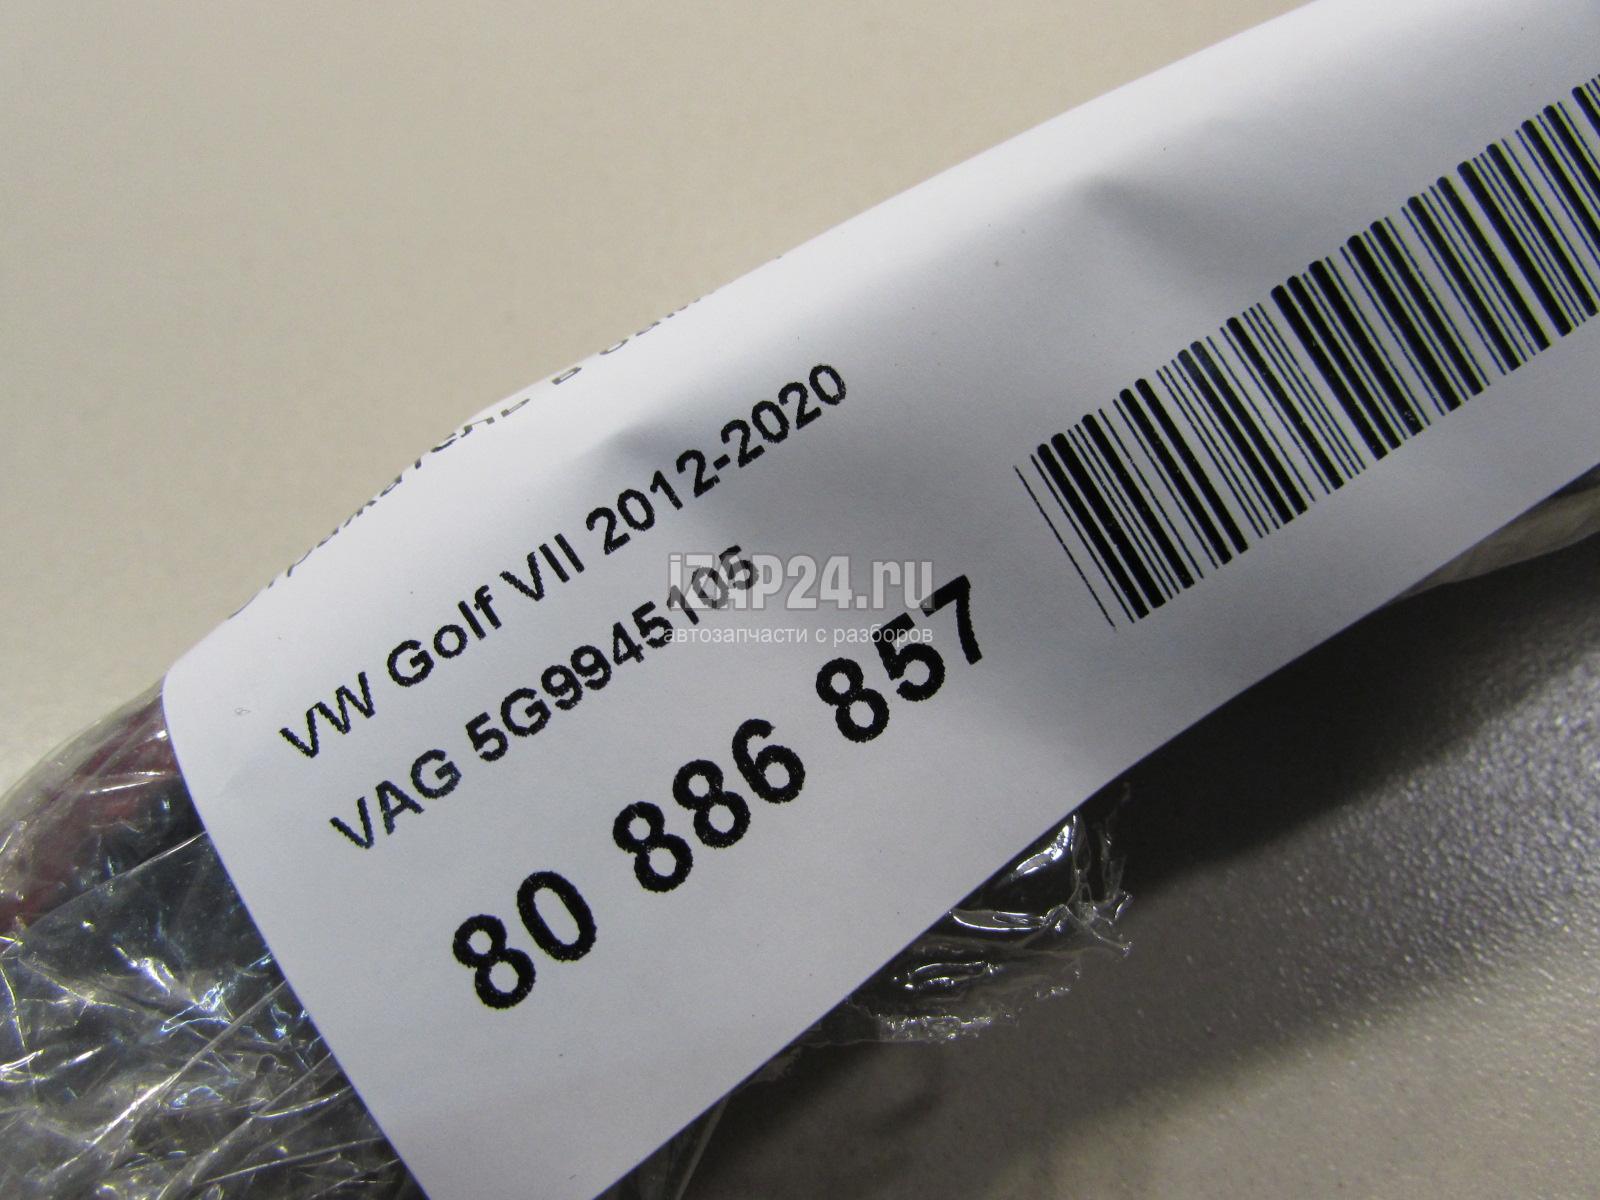 VW Golf VII 2012-2020
VAG 5G9945105
80 886 857
iZAP24.ru
автозапчасти с разборов